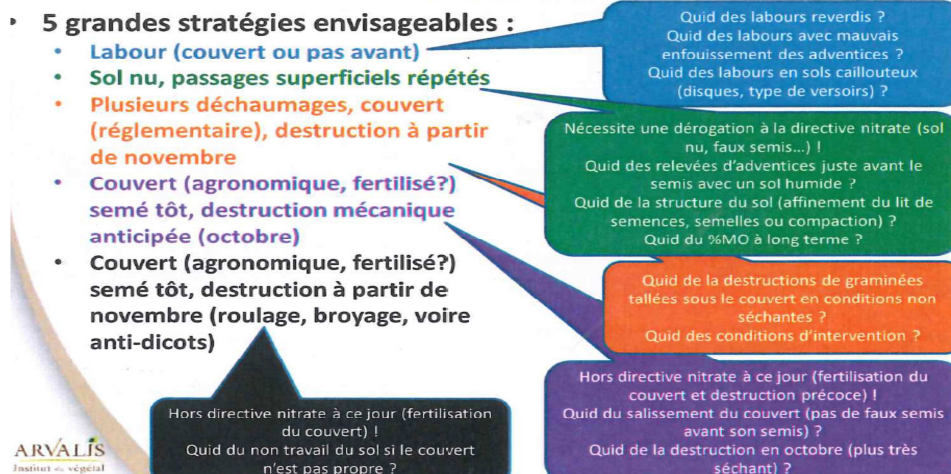 • 5 grandes stratégies envisageables :
• Labour (couvert ou pas avant)
• Sol nu, passages superficiels répétés
• Plusieurs déchaumages, couvert
(réglementaire), destruction à partir
de novembre
• Couvert (agronomique, fertilisé?)
semé tôt, destruction mécanique
anticipée (octobre)
• Couvert (agronomique, fertilisé?)
semé tôt, destruction à partir de
novembre (roulage, broyage, voire
anti-dicots)
Quid des labours reverdis ?
Quid des labours avec mauvais
enfouissement des adventices ?
Quid des labours en sols caillouteux
(disques, type de versoirs) ?
Nécessite une dérogation à la directive nitrate (sol
nu, faux semis...) !
Quid des relevées d'adventices juste avant le
semis avec un sol humide ?
Quid de la structure du sol (affinement du lit de
semences, semelles ou compaction) ?
Quid du %MO à long terme ?
Quid de la destructions de graminées
tallées sous le couvert en conditions non
séchantes ?
Quid des conditions d'intervention ?
Hors directive nitrate à ce jour (fertilisation du
couvert et destruction précoce) !
Quid du salissement du couvert (pas de faux semis
avant son semis) ?
Quid de la destruction en octobre (plus très
séchant) ?
Hors directive nitrate à ce jour (fertilisation
du couvert) !
Quid du non travail du sol si le couvert
n'est pas propre ?
ARVALIS
Institut du végétal